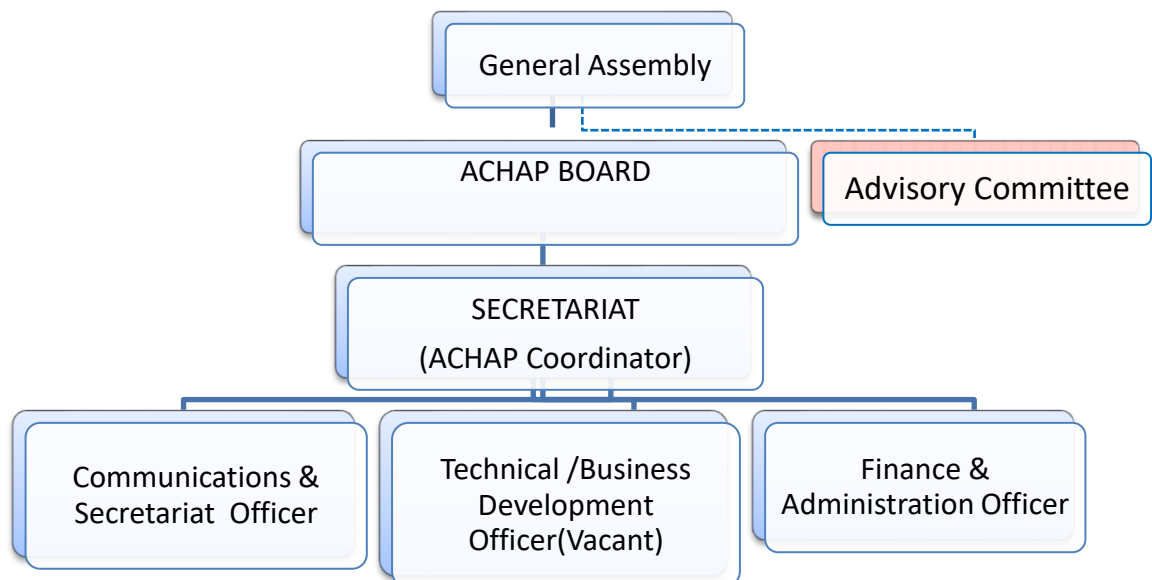 General Assembly
ACHAP BOARD
Advisory Committee
SECRETARIAT
(ACHAP Coordinator)
Communications &
Secretariat  Officer
Technical /Business
Development
Officer(Vacant)
Finance &
Administration Officer